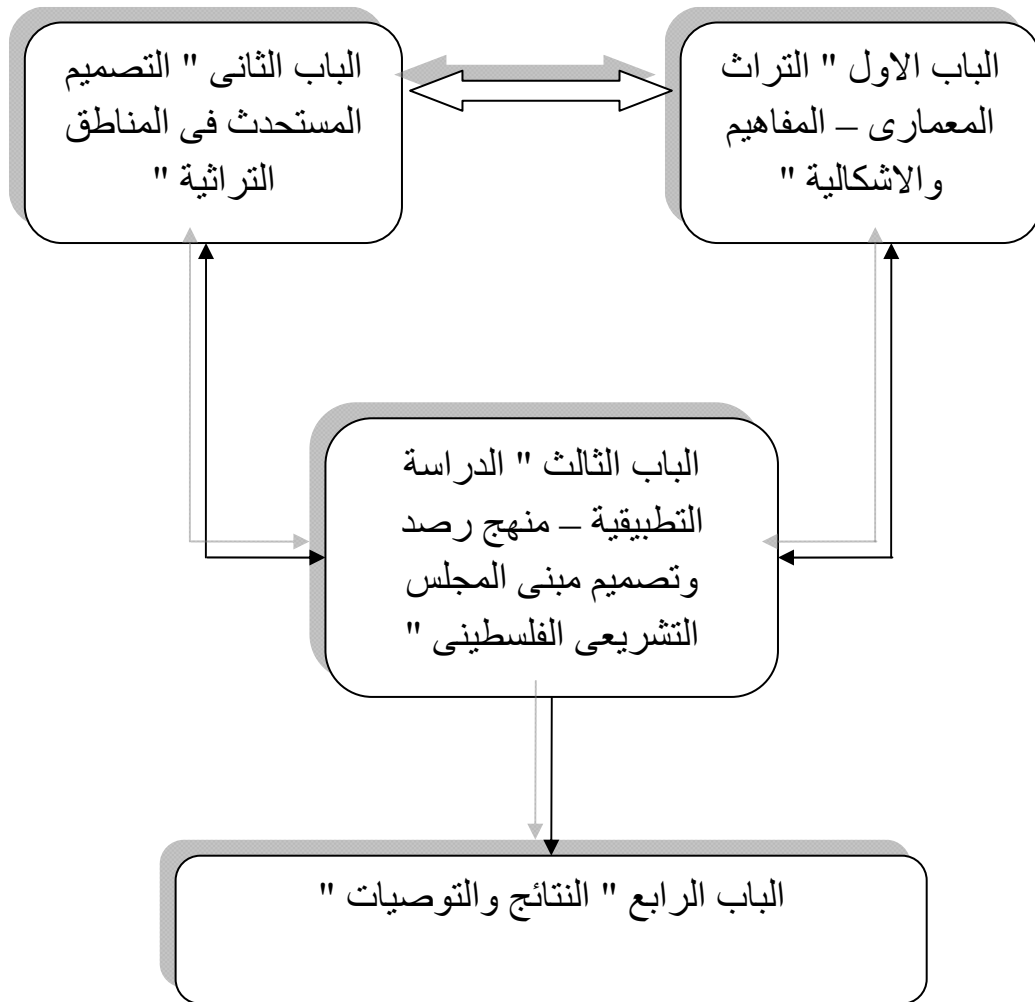 الباب الاول " التراث
المعمارى – المفاهيم
والاشكالية "
الباب الثانى " التصميم
المستحدث فى المناطق
التراثية "
الباب الثالث " الدراسة
التطبيقية – منهج رصد
وتصميم مبنى المجلس
التشريعى الفلسطينى "
الباب الرابع " النتائج والتوصيات "